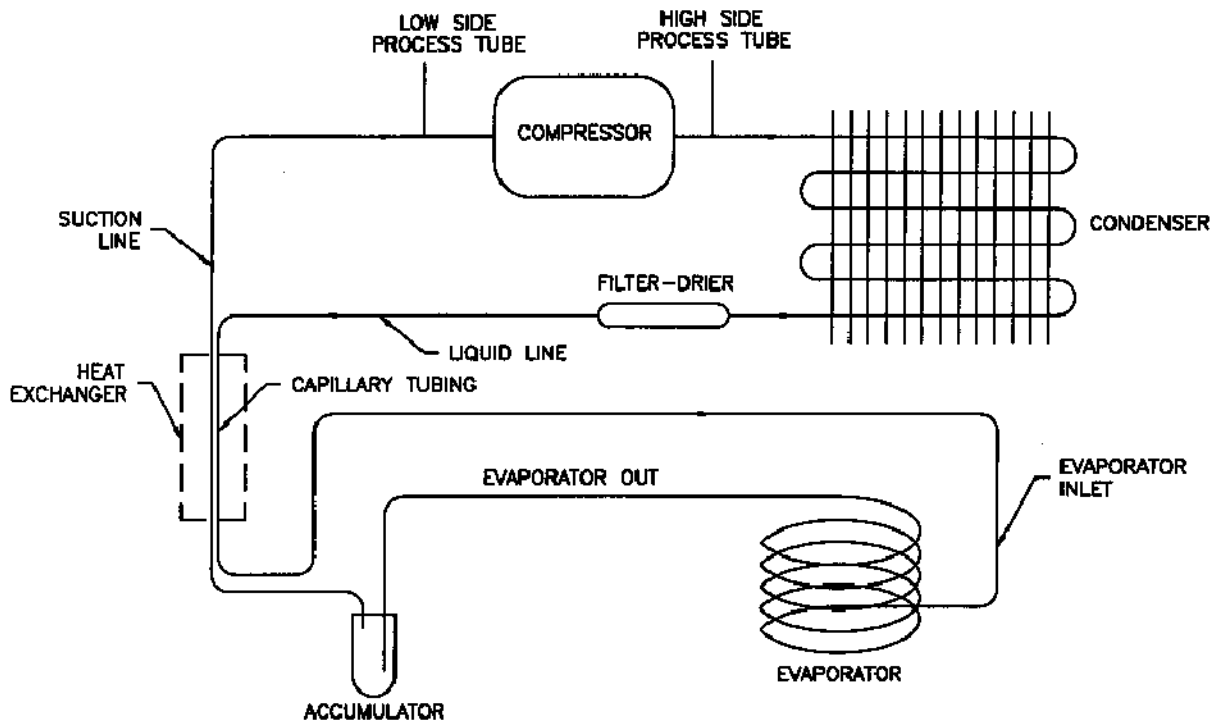 LOW SIDE
PROCESS TUBE
HIGH SIDE
PROCESS TUBE
COMPRESSOR
SUCTION
LINE
CONDENSER
FILTER-DRIER
LIQUID LINE
HEAT
EXCHANGER
CAPILLARY TUBING
EVAPORATOR OUT
EVAPORATOR
INLET
EVAPORATOR
ACCUMULATOR